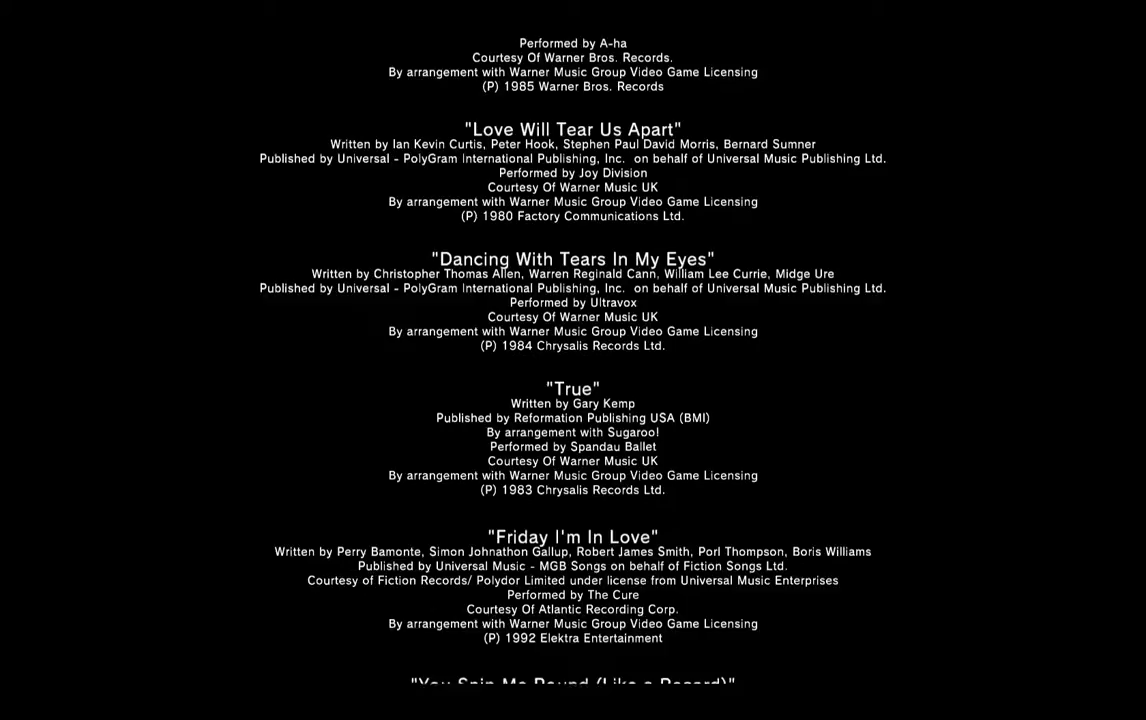 Performed by A-ha
Courtesy Of Warner Bros. Records.
By arrangement with Warner Music Group Video Game Licensing
(P) 1985 Warner Bros. Records
"Love Will Tear Us Apart"
Written by Ian Kevin Curtis, Peter Hook, Stephen Paul David Morris, Bernard Sumner
Published by Universal - PolyGram International Publishing, Inc.  on behalf of Universal Music Publishing Ltd.
Performed by Joy Division
Courtesy Of Warner Music UK
By arrangement with Warner Music Group Video Game Licensing
(P) 1980 Factory Communications Ltd.
"Dancing With Tears In My Eyes"
Written by Christopher Thomas Allen, Warren Reginald Cann, William Lee Currie, Midge Ure
Published by Universal - PolyGram International Publishing, Inc.  on behalf of Universal Music Publishing Ltd.
Performed by Ultravox
Courtesy Of Warner Music UK
By arrangement with Warner Music Group Video Game Licensing
(P) 1984 Chrysalis Records Ltd.
"True"
Written by Gary Kemp
Published by Reformation Publishing USA (BMI)
By arrangement with Sugaroo!
Performed by Spandau Ballet
Courtesy Of Warner Music UK
By arrangement with Warner Music Group Video Game Licensing
(P) 1983 Chrysalis Records Ltd.
"Friday I'm In Love"
Written by Perry Bamonte, Simon Johnathon Gallup, Robert James Smith, Porl Thompson, Boris Williams
Published by Universal Music - MGB Songs on behalf of Fiction Songs Ltd.
Courtesy of Fiction Records/ Polydor Limited under license from Universal Music Enterprises
Performed by The Cure
Courtesy Of Atlantic Recording Corp.
By arrangement with Warner Music Group Video Game Licensing
(P) 1992 Elektra Entertainment
"You Spin Me Round (Like a Record)"